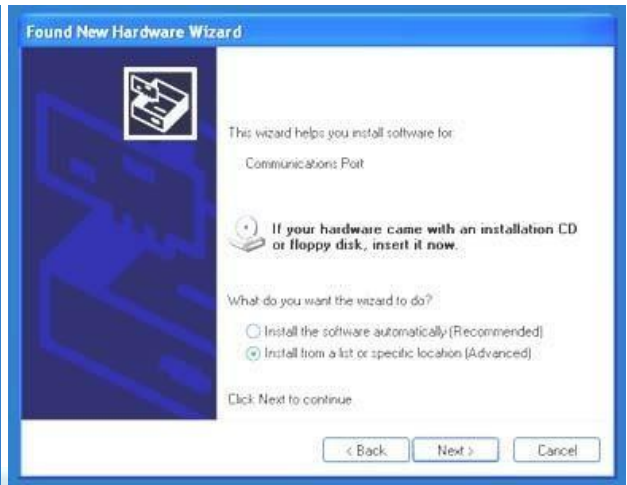 Found New Hardware Wizard
This wizard helps you install software for:
Communications Port
If your hardware came with an installation CD
or floppy disk, insert it now.
What do you want the wizard to do?
Install the software automatically (Recommended)
Install from a list or specific location (Advanced)
Click Next to continue.
< Back
Next >
Cancel